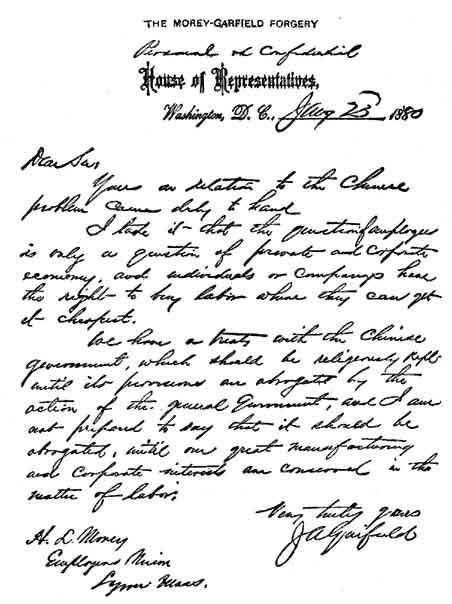 THE MOREY-GARFIELD FORGERY
Personal and Confidential
House of Representatives,
Washington, D. C., Jany 23 1880
Dear Sir
Yours in relation to the Chinese
problem came duly to hand
I take it that the question of employes
is only a question of private and corporate
economy, and individuals or companys have
the right to buy labor where they can get
it cheapest.
We have a treaty with the Chinese
government, which should be religiously kept
until its provisions are abrogated by the
action of the general Government, and I am
not prepared to say that it should be
abrogated, until our great manufacturing
and corporate interests are conserved in the
matter of labor.
Very truly yours
J A Garfield
H. L. Morey
Employers Union
Lynn Mass.